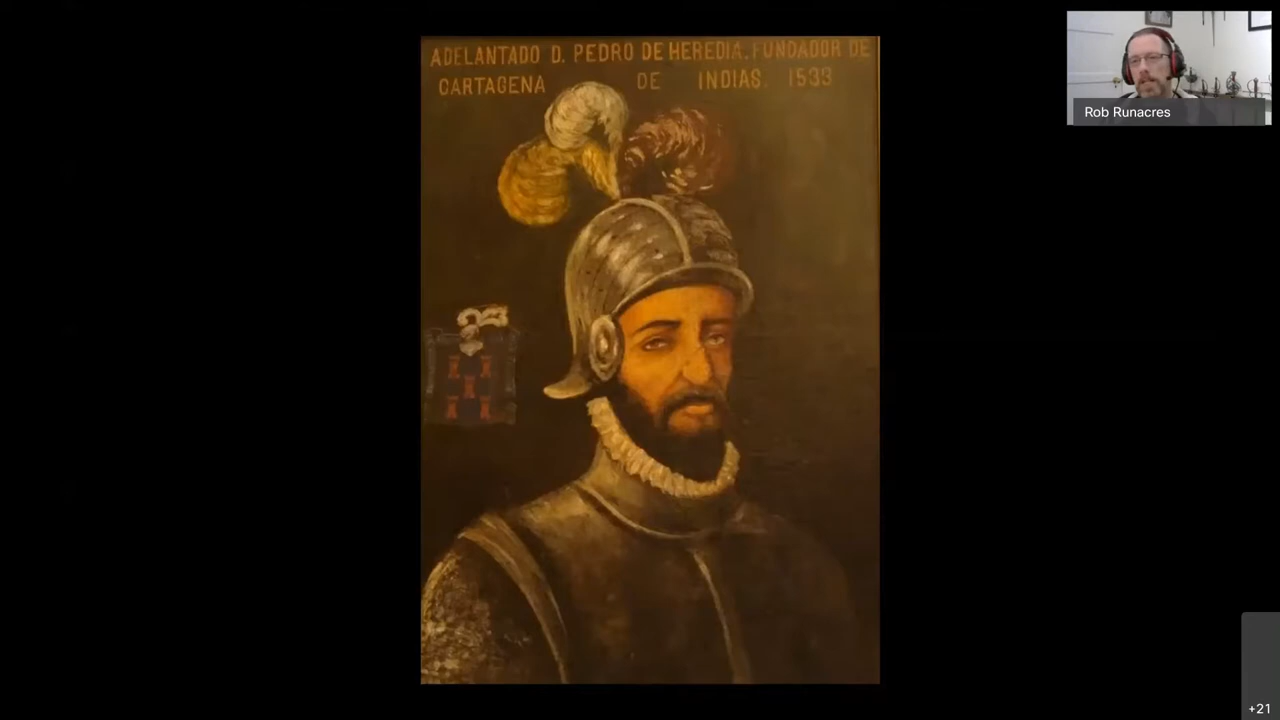 ADELANTADO D. PEDRO DE HEREDIA. FUNDADOR DE
CARTAGENA DE INDIAS. 1533
Rob Runacres
+21